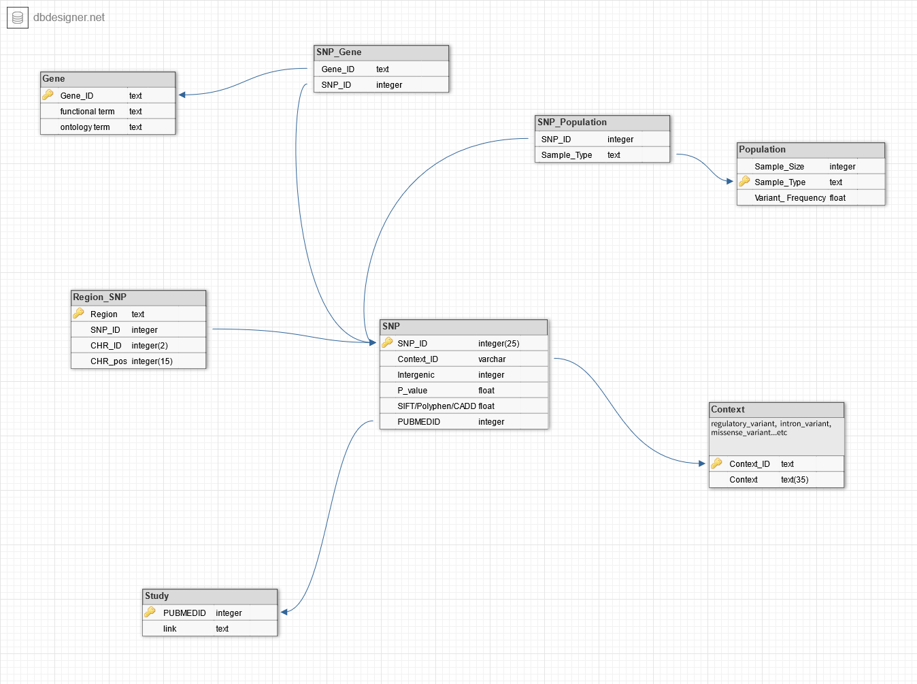 dbdesigner.net
SNP_Gene
Gene_ID text
SNP_ID integer
Gene
Gene_ID text
functional term text
ontology term text
SNP_Population
SNP_ID integer
Sample_Type text
Population
Sample_Size integer
Sample_Type text
Variant_ Frequency float
Region_SNP
Region text
SNP_ID integer
CHR_ID integer(2)
CHR_pos integer(15)
SNP
SNP_ID integer(25)
Context_ID varchar
Intergenic integer
P_value float
SIFT/Polyphen/CADD float
PUBMEDID integer
Context
regulatory_variant, intron_variant,
missense_variant...etc
Context_ID text
Context text(35)
Study
PUBMEDID integer
link text